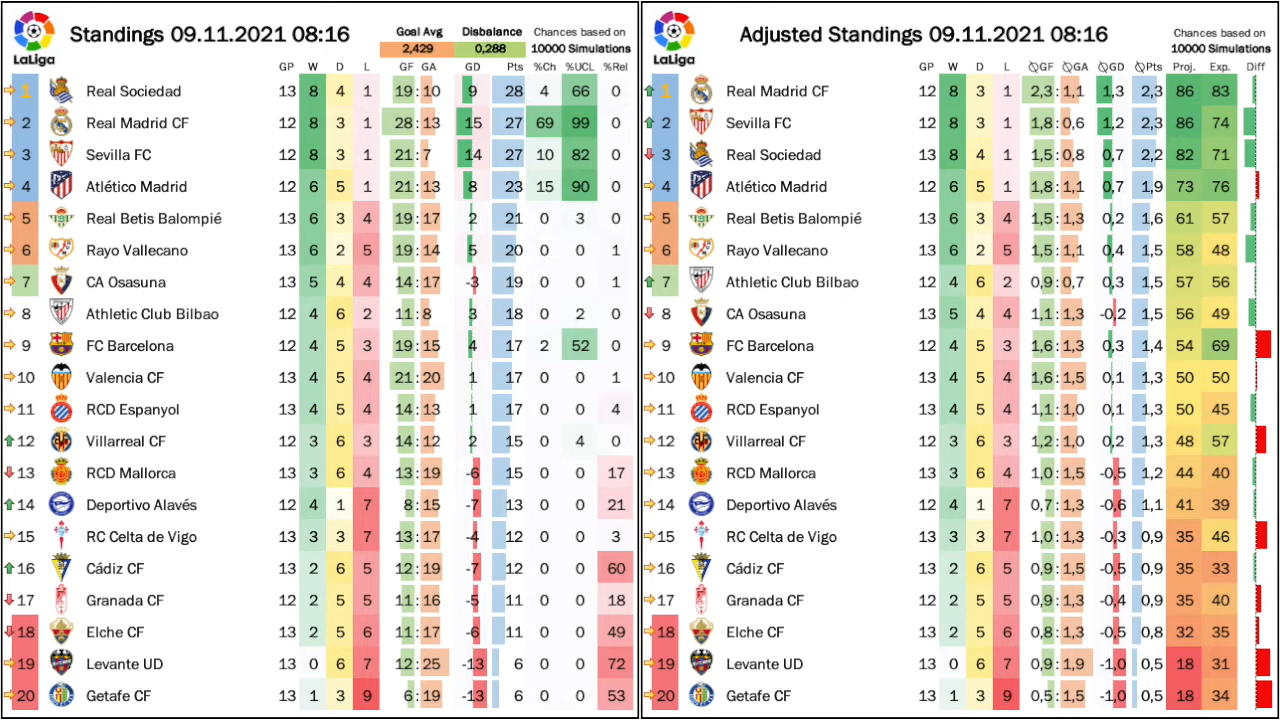 Standings 09.11.2021 08:16
LaLiga
Goal Avg Disbalance Chances based on
2,429 0,288 10000 Simulations
GP W D L GF GA GD Pts %Ch %UCL %Rel
1 Real Sociedad 13 8 4 1 19:10 9 28 4 66 0
2 Real Madrid CF 12 8 3 1 28:13 15 27 69 99 0
3 Sevilla FC 12 8 3 1 21:7 14 27 10 82 0
4 Atlético Madrid 12 6 5 1 21:13 8 23 15 90 0
5 Real Betis Balompié 13 6 3 4 19:17 2 21 0 3 0
6 Rayo Vallecano 13 6 2 5 19:14 5 20 0 0 1
7 CA Osasuna 13 5 4 4 14:17 -3 19 0 0 1
8 Athletic Club Bilbao 12 4 6 2 11:8 3 18 0 2 0
9 FC Barcelona 12 4 5 3 19:15 4 17 2 52 0
10 Valencia CF 13 4 5 4 21:20 1 17 0 0 1
11 RCD Espanyol 13 4 5 4 14:13 1 17 0 0 4
12 Villarreal CF 12 3 6 3 14:12 2 15 0 4 0
13 RCD Mallorca 13 3 6 4 13:19 -6 15 0 0 17
14 Deportivo Alavés 12 4 1 7 8:15 -7 13 0 0 21
15 RC Celta de Vigo 13 3 3 7 13:17 -4 12 0 0 3
16 Cádiz CF 13 2 6 5 12:19 -7 12 0 0 60
17 Granada CF 12 2 5 5 11:16 -5 11 0 0 18
18 Elche CF 13 2 5 6 11:17 -6 11 0 0 49
19 Levante UD 13 0 6 7 12:25 -13 6 0 0 72
20 Getafe CF 13 1 3 9 6:19 -13 6 0 0 53
Adjusted Standings 09.11.2021 08:16
LaLiga
Chances based on
10000 Simulations
GP W D L ∅GF ∅GA ∅GD ∅Pts Proj. Exp. Diff
1 Real Madrid CF 12 8 3 1 2,3:1,1 1,3 2,3 86 83
2 Sevilla FC 12 8 3 1 1,8:0,6 1,2 2,3 86 74
3 Real Sociedad 13 8 4 1 1,5:0,8 0,7 2,2 82 71
4 Atlético Madrid 12 6 5 1 1,8:1,1 0,7 1,9 73 76
5 Real Betis Balompié 13 6 3 4 1,5:1,3 0,2 1,6 61 57
6 Rayo Vallecano 13 6 2 5 1,5:1,1 0,4 1,5 58 48
7 Athletic Club Bilbao 12 4 6 2 0,9:0,7 0,3 1,5 57 56
8 CA Osasuna 13 5 4 4 1,1:1,3 -0,2 1,5 56 49
9 FC Barcelona 12 4 5 3 1,6:1,3 0,3 1,4 54 69
10 Valencia CF 13 4 5 4 1,6:1,5 0,1 1,3 50 50
11 RCD Espanyol 13 4 5 4 1,1:1,0 0,1 1,3 50 45
12 Villarreal CF 12 3 6 3 1,2:1,0 0,2 1,3 48 57
13 RCD Mallorca 13 3 6 4 1,0:1,5 -0,5 1,2 44 40
14 Deportivo Alavés 12 4 1 7 0,7:1,3 -0,6 1,1 41 39
15 RC Celta de Vigo 13 3 3 7 1,0:1,3 -0,3 0,9 35 46
16 Cádiz CF 13 2 6 5 0,9:1,5 -0,5 0,9 35 33
17 Granada CF 12 2 5 5 0,9:1,3 -0,4 0,9 35 40
18 Elche CF 13 2 5 6 0,8:1,3 -0,5 0,8 32 35
19 Levante UD 13 0 6 7 0,9:1,9 -1,0 0,5 18 31
20 Getafe CF 13 1 3 9 0,5:1,5 -1,0 0,5 18 34